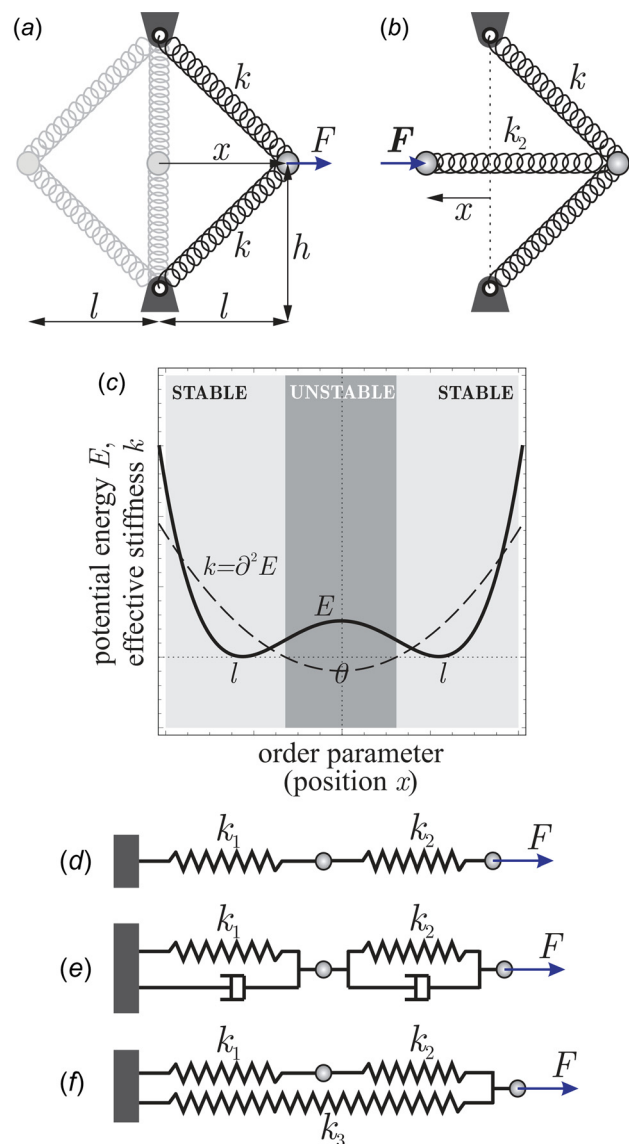 (a)
k
F
x
k
h
l
l
(b)
k
k₂
F
x
(c)
STABLE
UNSTABLE
STABLE
potential energy E,
effective stiffness k
k=∂²E
E
l
0
l
order parameter
(position x)
(d)
k₁
k₂
F
(e)
k₁
k₂
F
(f)
k₁
k₂
F
k₃